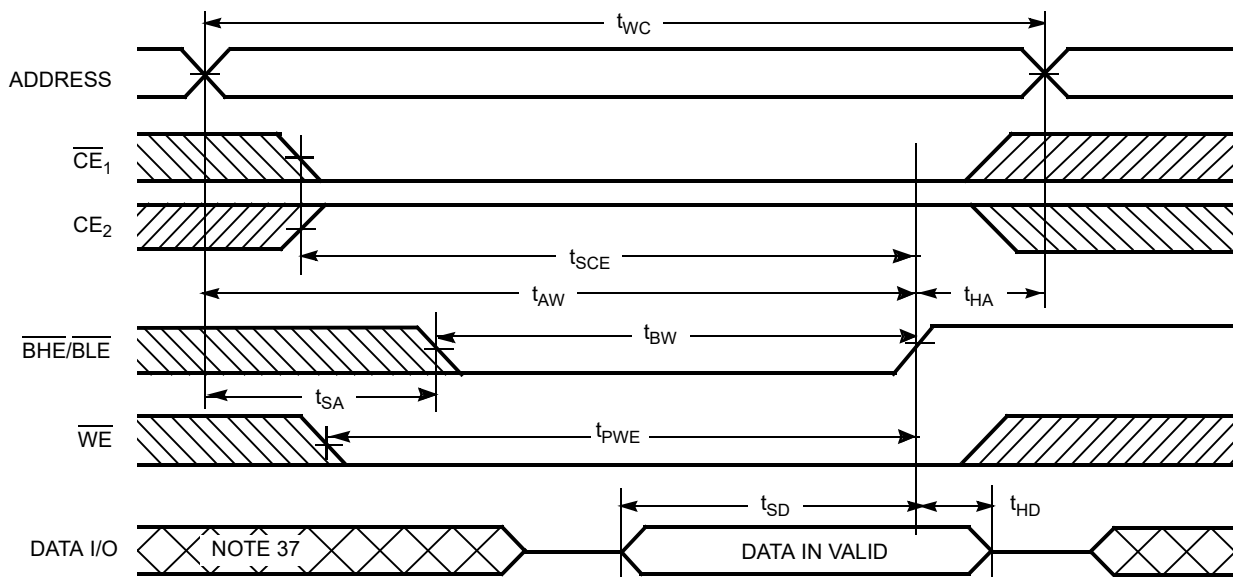 tWC
ADDRESS
CE1
CE2
tSCE
tAW
tHA
BHE/BLE
tBW
tSA
WE
tPWE
tSD
tHD
DATA I/O
NOTE 37
DATA IN VALID